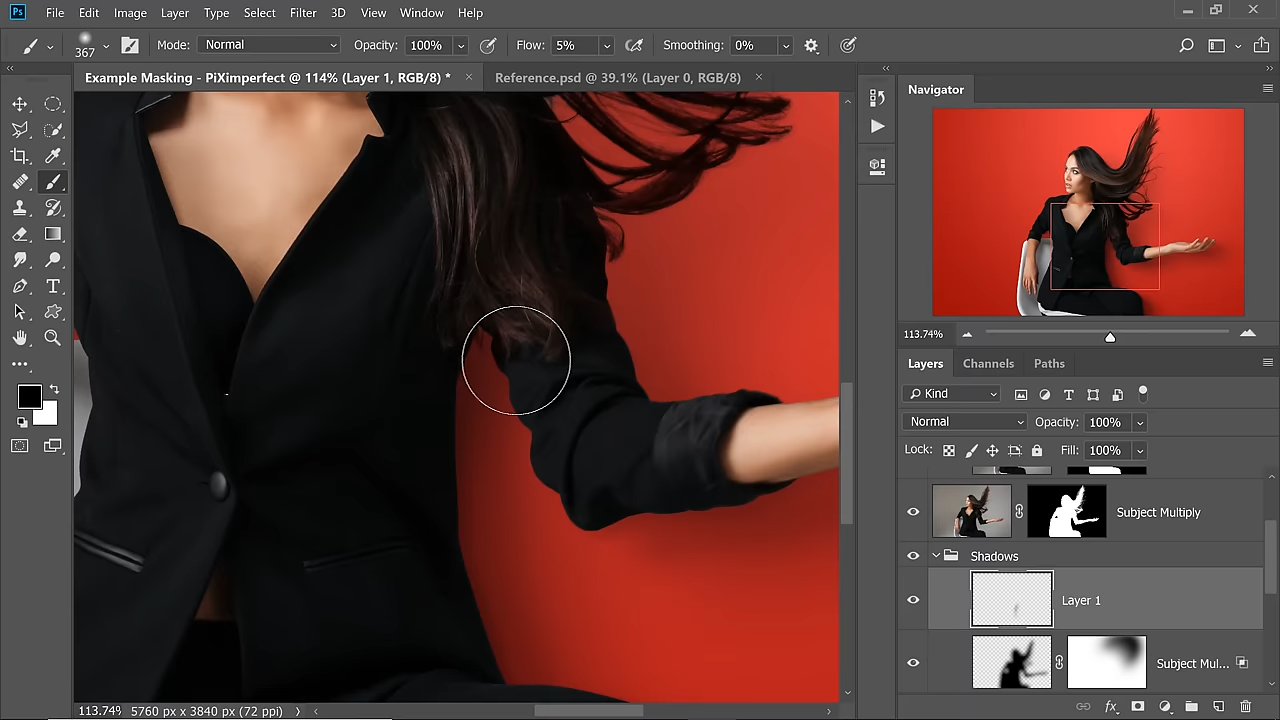 Ps File Edit Image Layer Type Select Filter 3D View Window Help
367 Mode: Normal Opacity: 100% Flow: 5% Smoothing: 0%
Example Masking - PiXimperfect @ 114% (Layer 1, RGB/8) * Reference.psd @ 39.1% (Layer 0, RGB/8)
Navigator
113.74%
Layers Channels Paths
Kind
Normal Opacity: 100%
Lock: Fill: 100%
Subject Multiply
Shadows
Layer 1
Subject Mul...
113.74% 5760 px x 3840 px (72 ppi)
fx